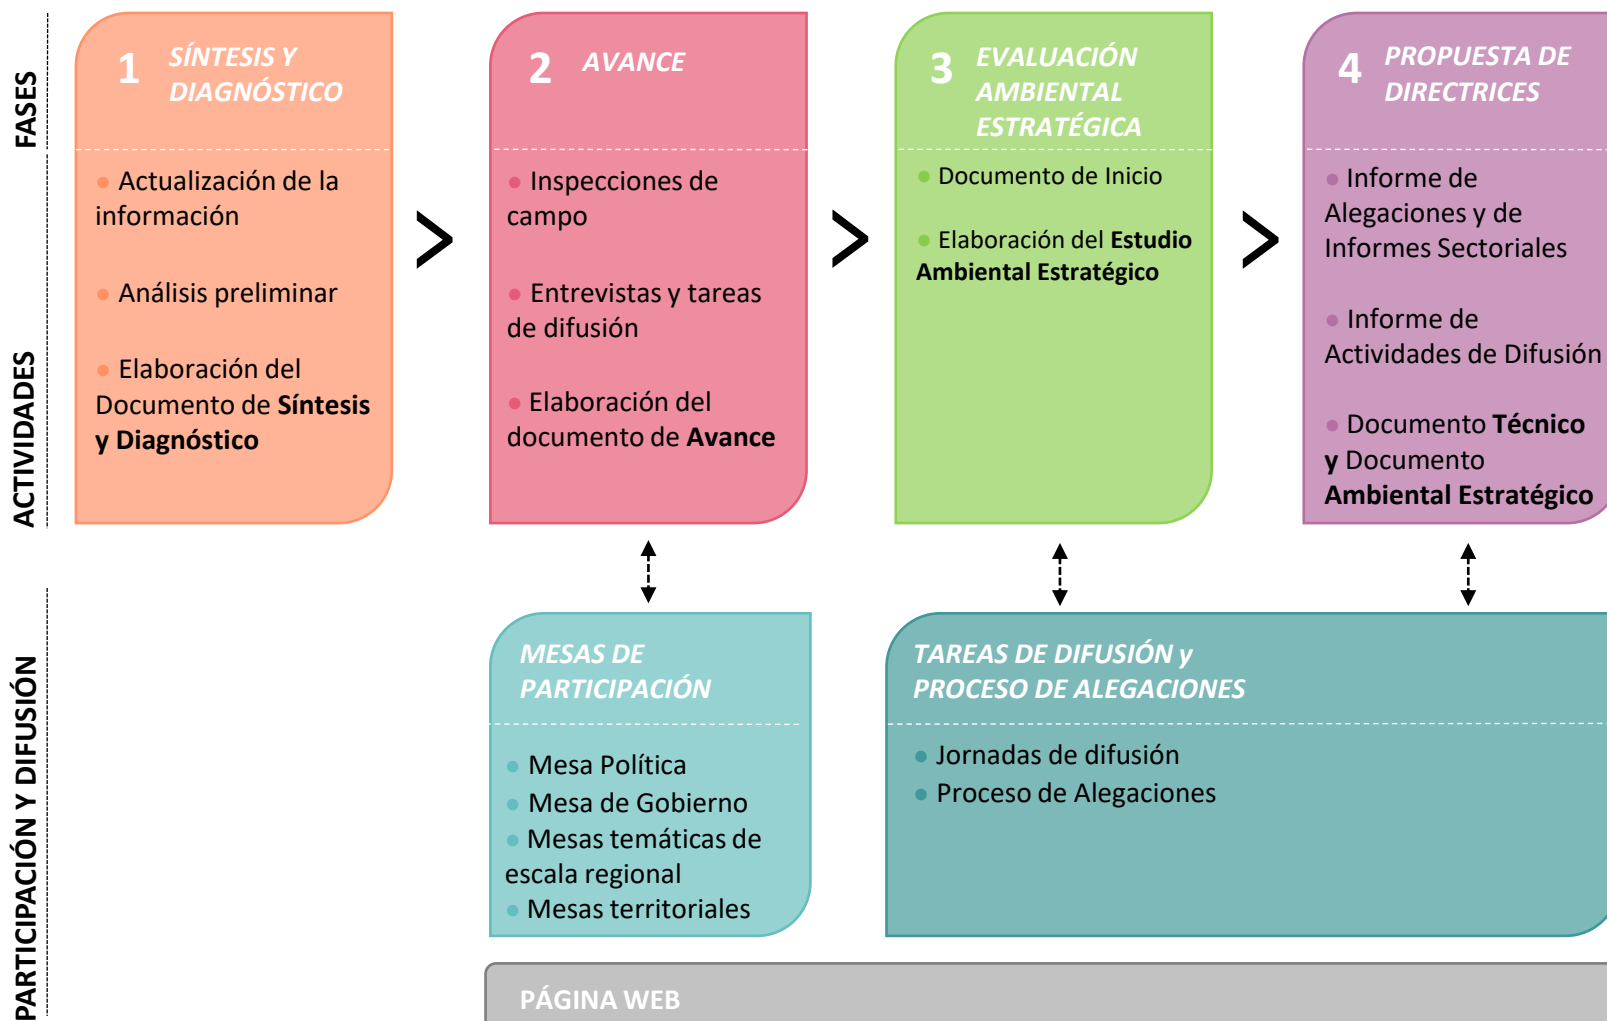 FASES
1
SÍNTESIS Y
DIAGNÓSTICO
2
AVANCE
3
EVALUACIÓN
AMBIENTAL
ESTRATÉGICA
4
PROPUESTA DE
DIRECTRICES
ACTIVIDADES
• Actualización de la
información
• Análisis preliminar
• Elaboración del
Documento de Síntesis
y Diagnóstico
>
• Inspecciones de
campo
• Entrevistas y tareas
de difusión
• Elaboración del
documento de Avance
>
• Documento de Inicio
• Elaboración del Estudio
Ambiental Estratégico
>
• Informe de
Alegaciones y de
Informes Sectoriales
• Informe de
Actividades de Difusión
• Documento Técnico
y Documento
Ambiental Estratégico
PARTICIPACIÓN Y DIFUSIÓN
MESAS DE
PARTICIPACIÓN
• Mesa Política
• Mesa de Gobierno
• Mesas temáticas de
escala regional
• Mesas territoriales
TAREAS DE DIFUSIÓN y
PROCESO DE ALEGACIONES
• Jornadas de difusión
• Proceso de Alegaciones
PÁGINA WEB